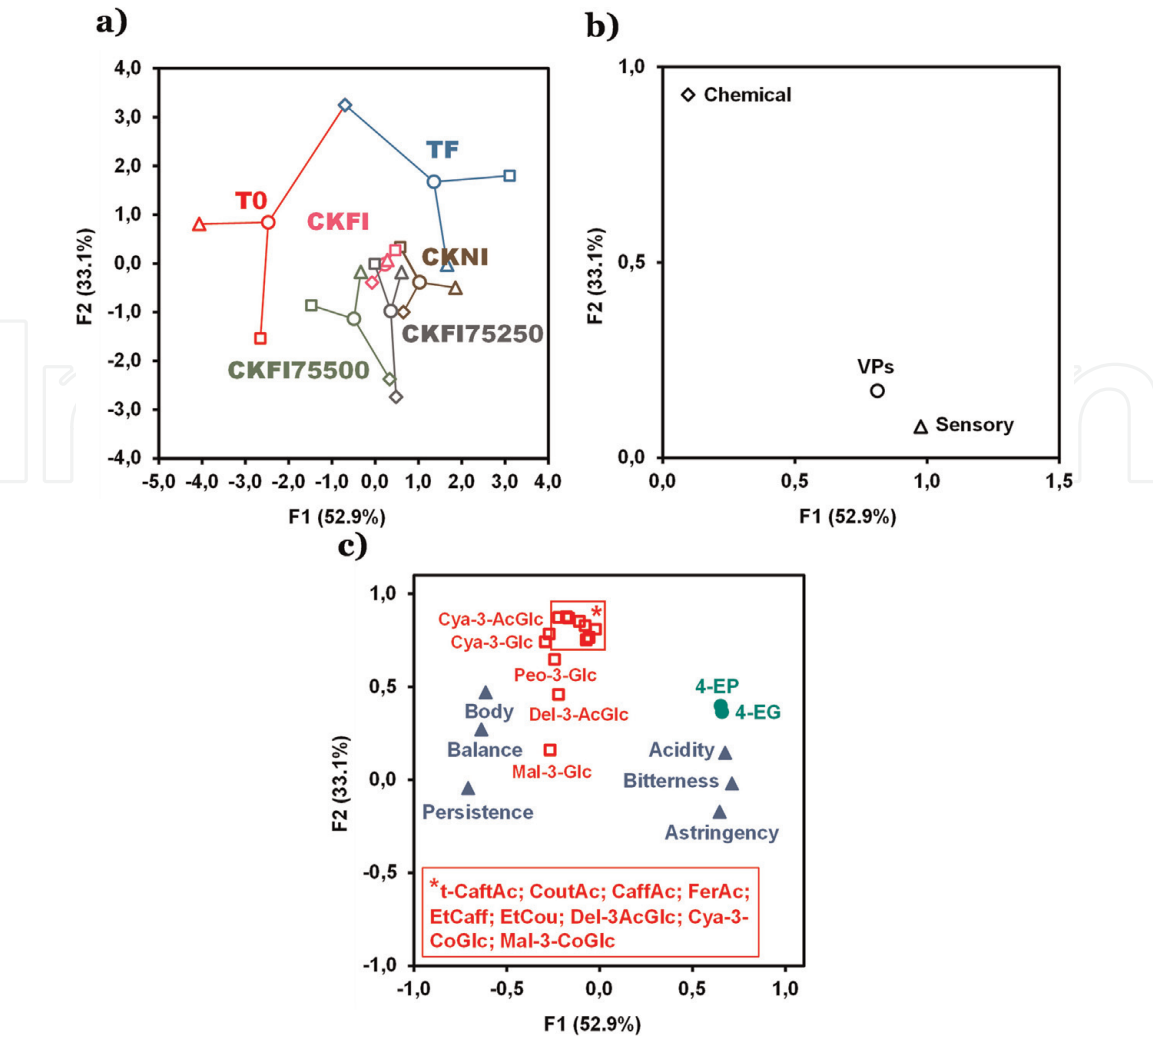 a)
4,0
3,0
2,0
1,0
0,0
-1,0
-2,0
-3,0
-4,0
F2 (33.1%)
TF
T0
CKFI
CKNI
CKFI75250
CKFI75500
-5,0 -4,0 -3,0 -2,0 -1,0 0,0 1,0 2,0 3,0 4,0
F1 (52.9%)
b)
1,0
0,5
0,0
F2 (33.1%)
Chemical
VPs
Sensory
0,0 0,5 1,0 1,5
F1 (52.9%)
c)
1,0
0,5
0,0
-0,5
-1,0
F2 (33.1%)
*
Cya-3-AcGlc
Cya-3-Glc
Peo-3-Glc
4-EP
Body
Del-3-AcGlc
4-EG
Balance
Acidity
Mal-3-Glc
Bitterness
Persistence
Astringency
*t-CaftAc; CoutAc; CaffAc; FerAc;
EtCaff; EtCou; Del-3AcGlc; Cya-3-
CoGlc; Mal-3-CoGlc
-1,0 -0,5 0,0 0,5 1,0
F1 (52.9%)